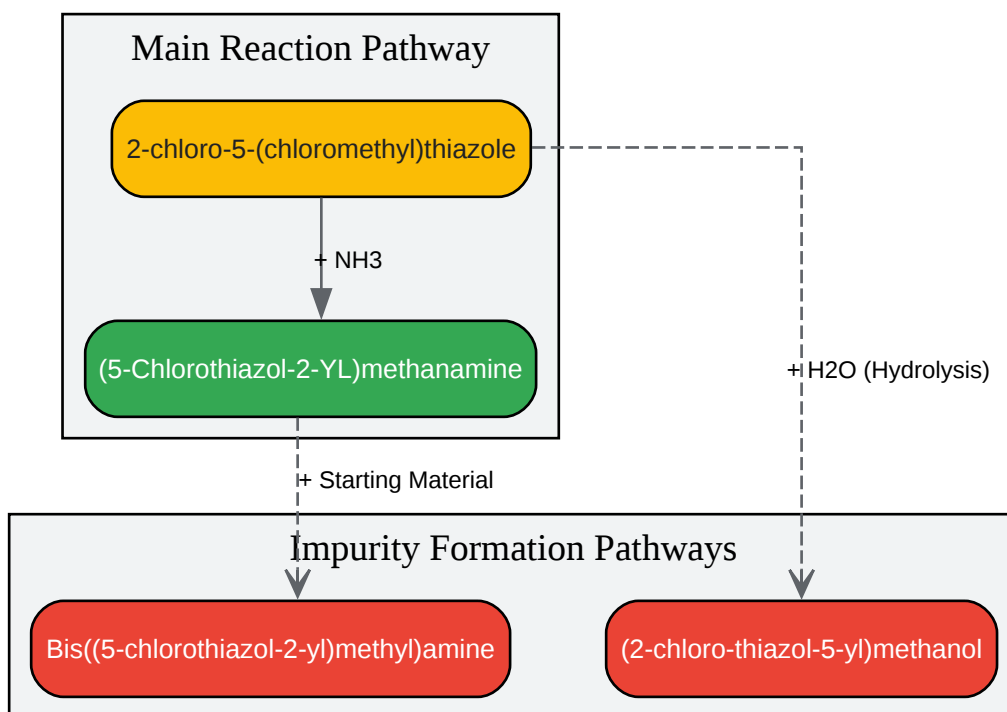 Main Reaction Pathway
2-chloro-5-(chloromethyl)thiazole
+ NH3
(5-Chlorothiazol-2-YL)methanamine
+ H2O (Hydrolysis)
+ Starting Material
Impurity Formation Pathways
Bis((5-chlorothiazol-2-yl)methyl)amine
(2-chloro-thiazol-5-yl)methanol